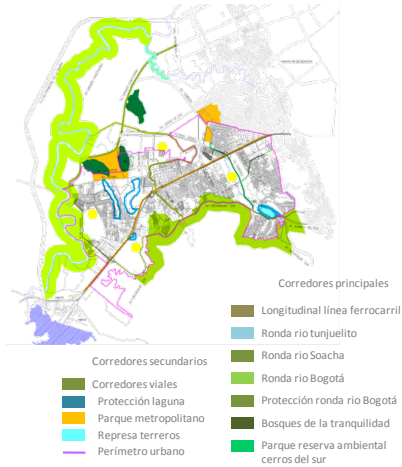 Corredores principales
Longitudinal línea ferrocarril
Ronda rio tunjuelito
Ronda rio Soacha
Ronda rio Bogotá
Protección ronda rio Bogotá
Bosques de la tranquilidad
Parque reserva ambiental
cerros del sur
Corredores secundarios
Corredores viales
Protección laguna
Parque metropolitano
Represa terreros
Perímetro urbano